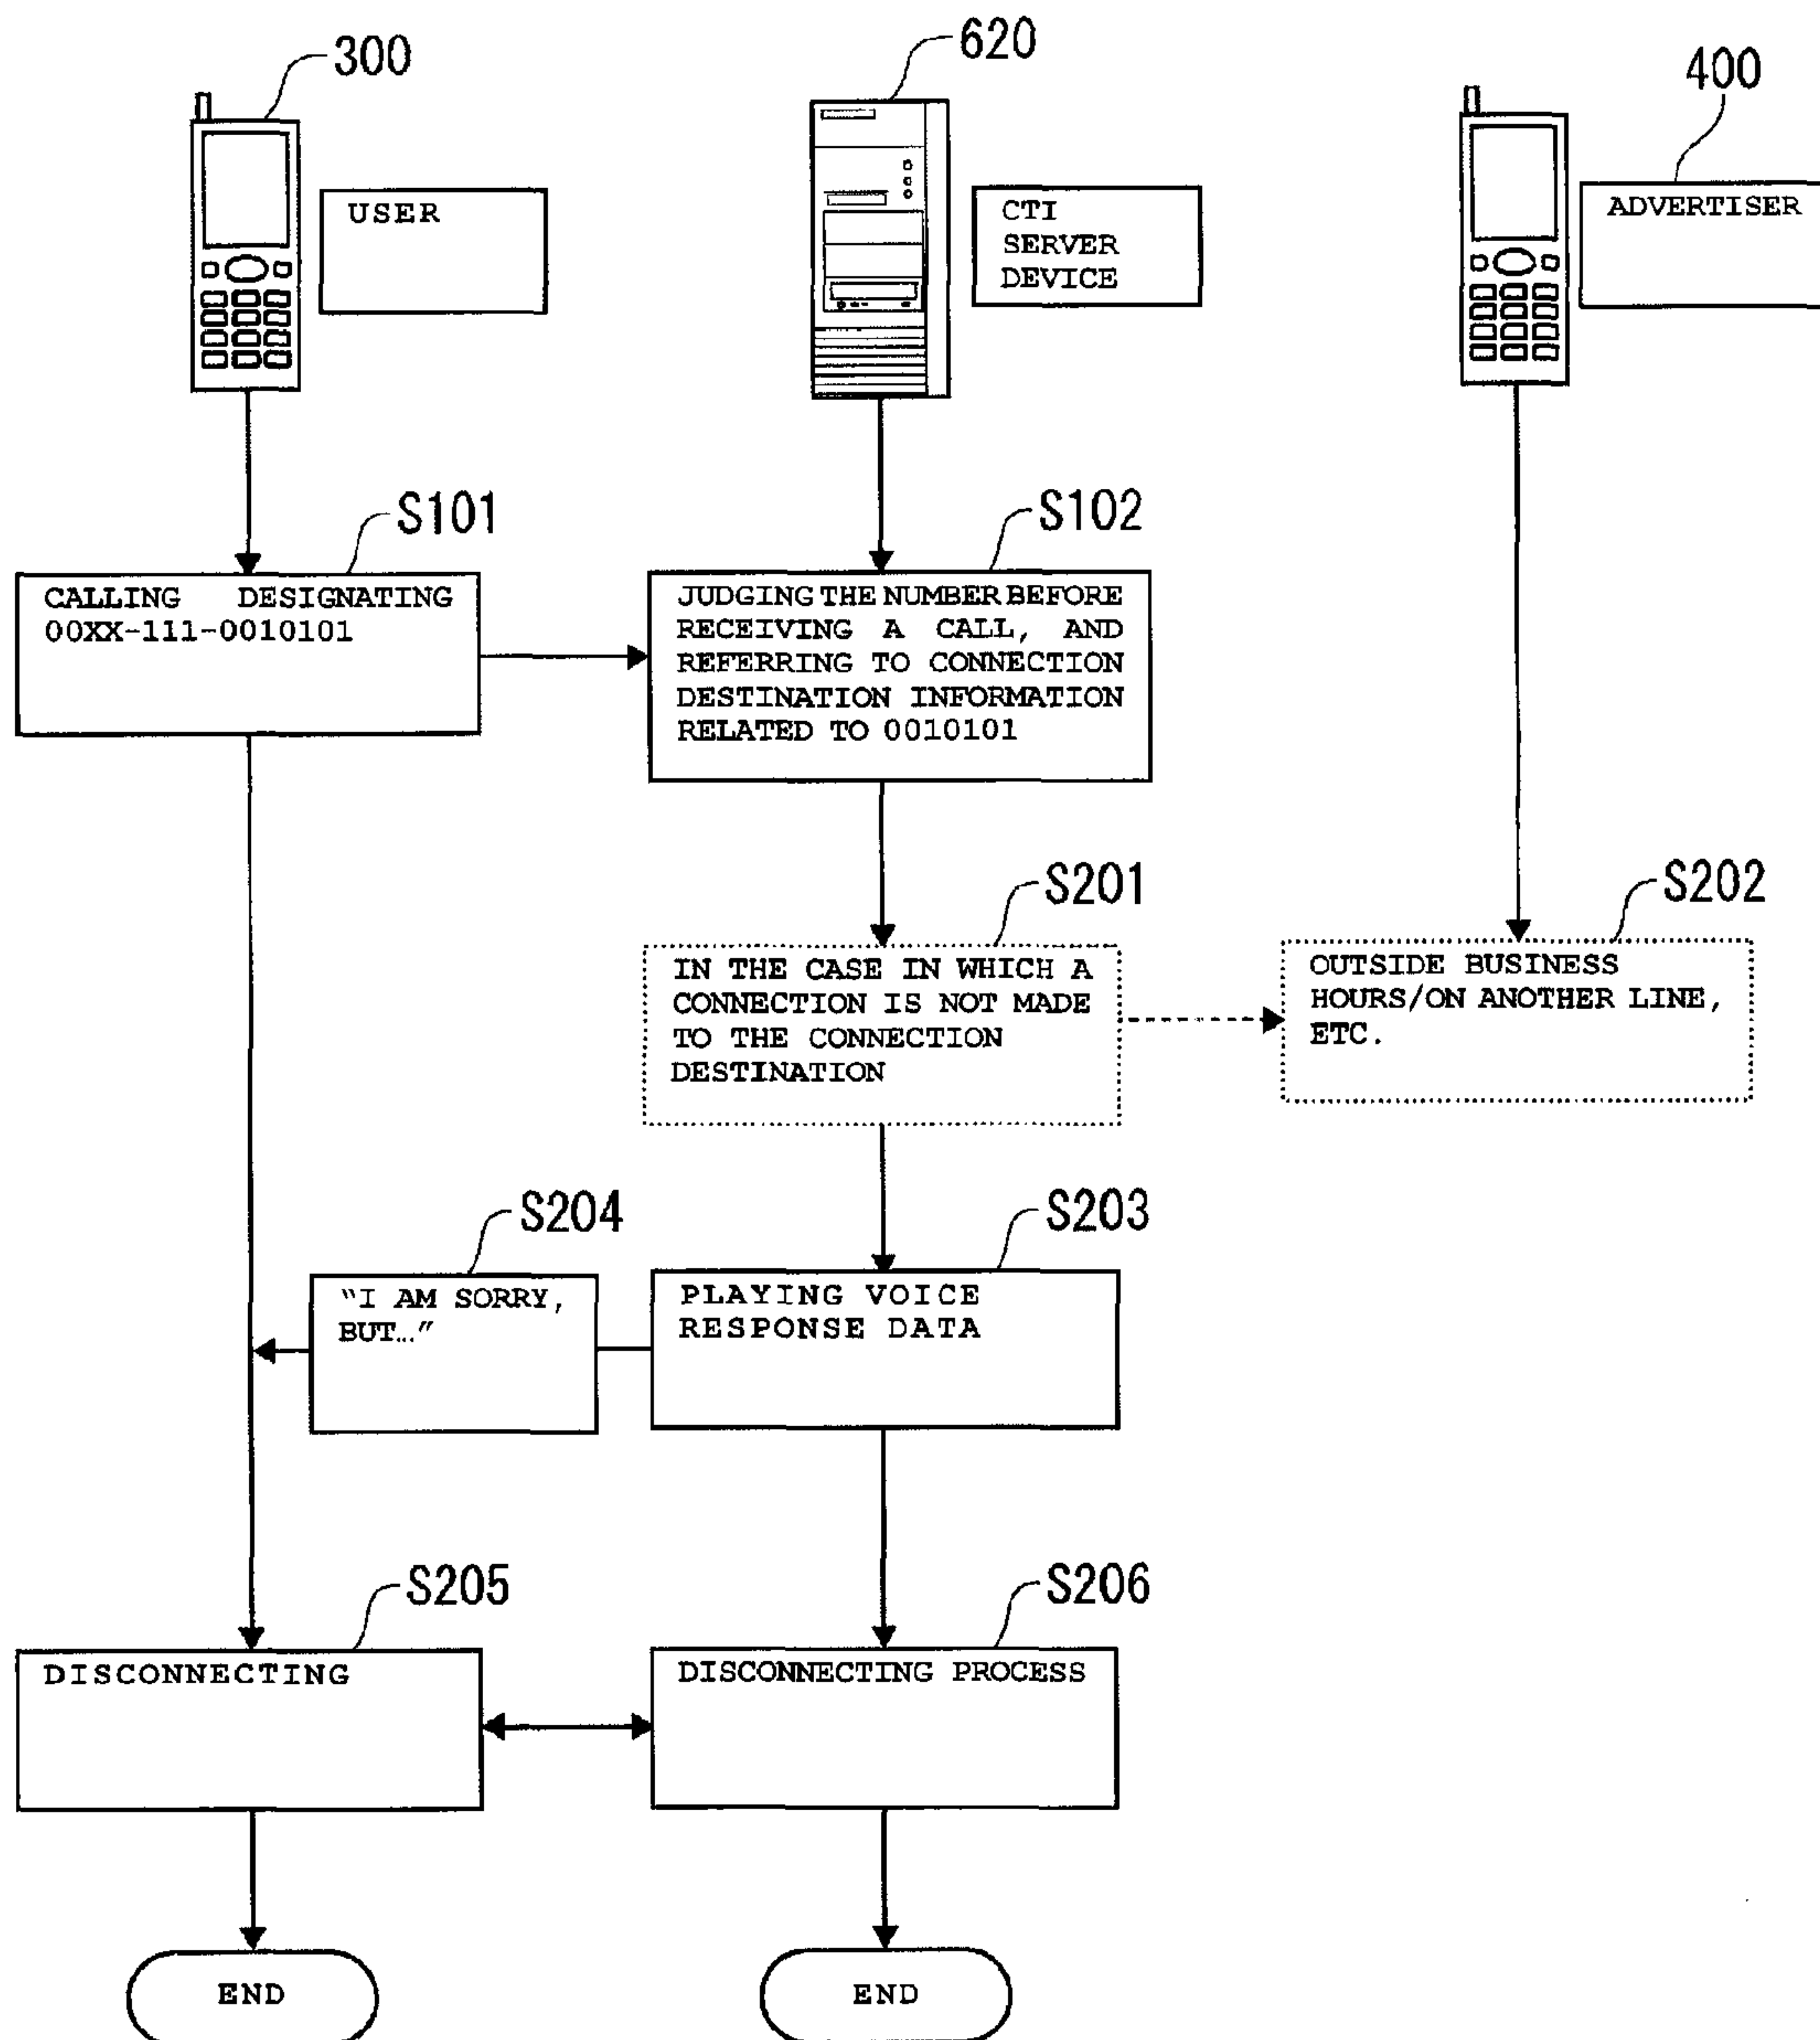 300
620
400
USER
CTI
SERVER
DEVICE
ADVERTISER
S101
S102
CALLING DESIGNATING
00XX-111-0010101
JUDGING THE NUMBER BEFORE
RECEIVING A CALL, AND
REFERRING TO CONNECTION
DESTINATION INFORMATION
RELATED TO 0010101
S201
S202
IN THE CASE IN WHICH A
CONNECTION IS NOT MADE
TO THE CONNECTION
DESTINATION
OUTSIDE BUSINESS
HOURS/ON ANOTHER LINE,
ETC.
S204
S203
"I AM SORRY,
BUT…"
PLAYING VOICE
RESPONSE DATA
S205
S206
DISCONNECTING
DISCONNECTING PROCESS
END
END